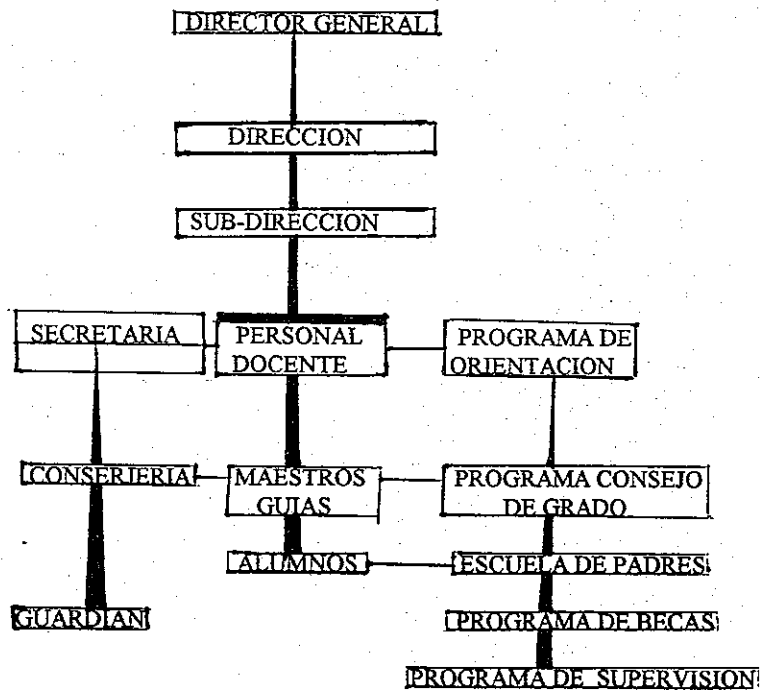 DIRECTOR GENERAL
DIRECCION
SUB-DIRECCION
SECRETARIA
PERSONAL
DOCENTE
PROGRAMA DE
ORIENTACION
CONSERJERIA
MAESTROS
GUIAS
PROGRAMA CONSEJO
DE GRADO
ALUMNOS
ESCUELA DE PADRES
GUARDIAN
PROGRAMA DE BECAS
PROGRAMA DE SUPERVISION